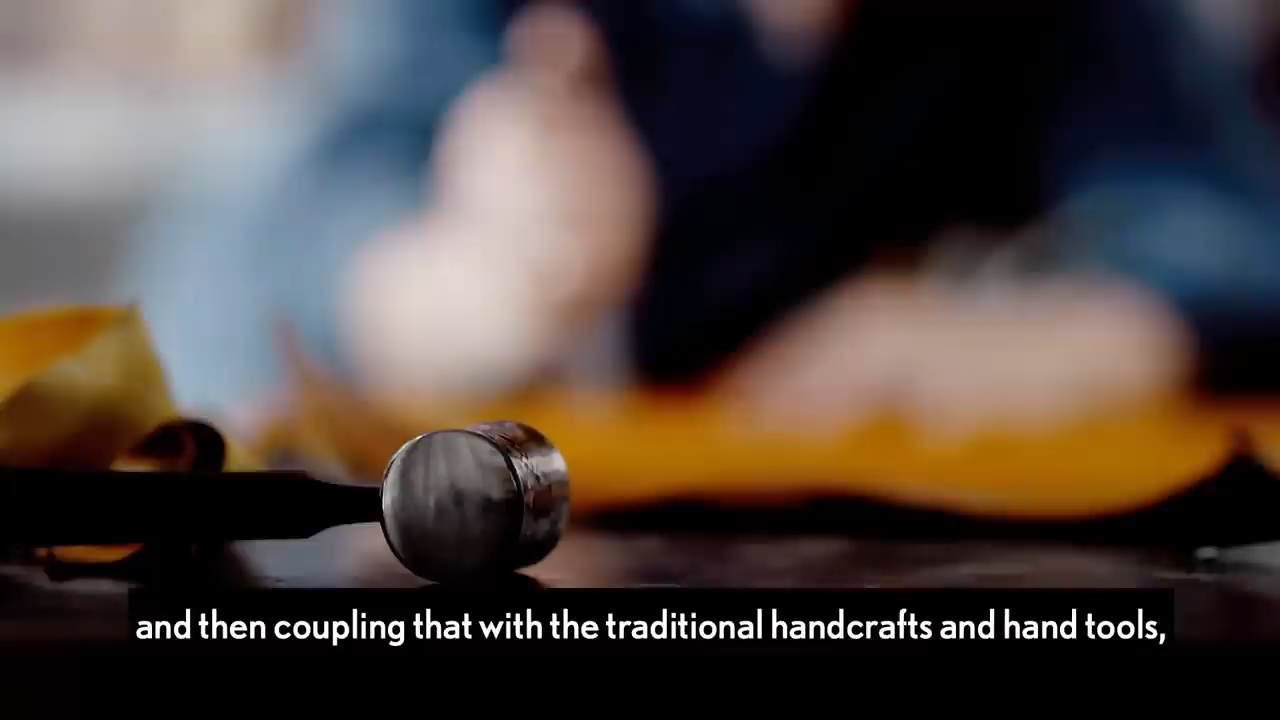 and then coupling that with the traditional handcrafts and hand tools,